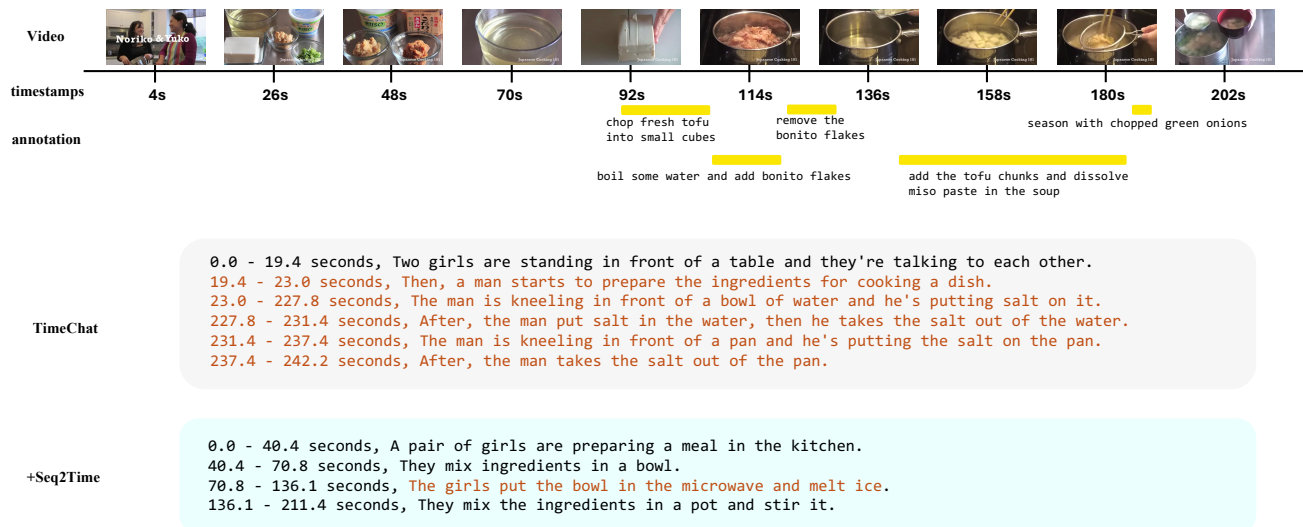 Video
Noriko & Yuko
timestamps
4s 26s 48s 70s 92s 114s 136s 158s 180s 202s
annotation
chop fresh tofu
into small cubes
remove the
bonito flakes
season with chopped green onions
boil some water and add bonito flakes
add the tofu chunks and dissolve
miso paste in the soup
TimeChat
0.0 - 19.4 seconds, Two girls are standing in front of a table and they're talking to each other.
19.4 - 23.0 seconds, Then, a man starts to prepare the ingredients for cooking a dish.
23.0 - 227.8 seconds, The man is kneeling in front of a bowl of water and he's putting salt on it.
227.8 - 231.4 seconds, After, the man put salt in the water, then he takes the salt out of the water.
231.4 - 237.4 seconds, The man is kneeling in front of a pan and he's putting the salt on the pan.
237.4 - 242.2 seconds, After, the man takes the salt out of the pan.
+Seq2Time
0.0 - 40.4 seconds, A pair of girls are preparing a meal in the kitchen.
40.4 - 70.8 seconds, They mix ingredients in a bowl.
70.8 - 136.1 seconds, The girls put the bowl in the microwave and melt ice.
136.1 - 211.4 seconds, They mix the ingredients in a pot and stir it.